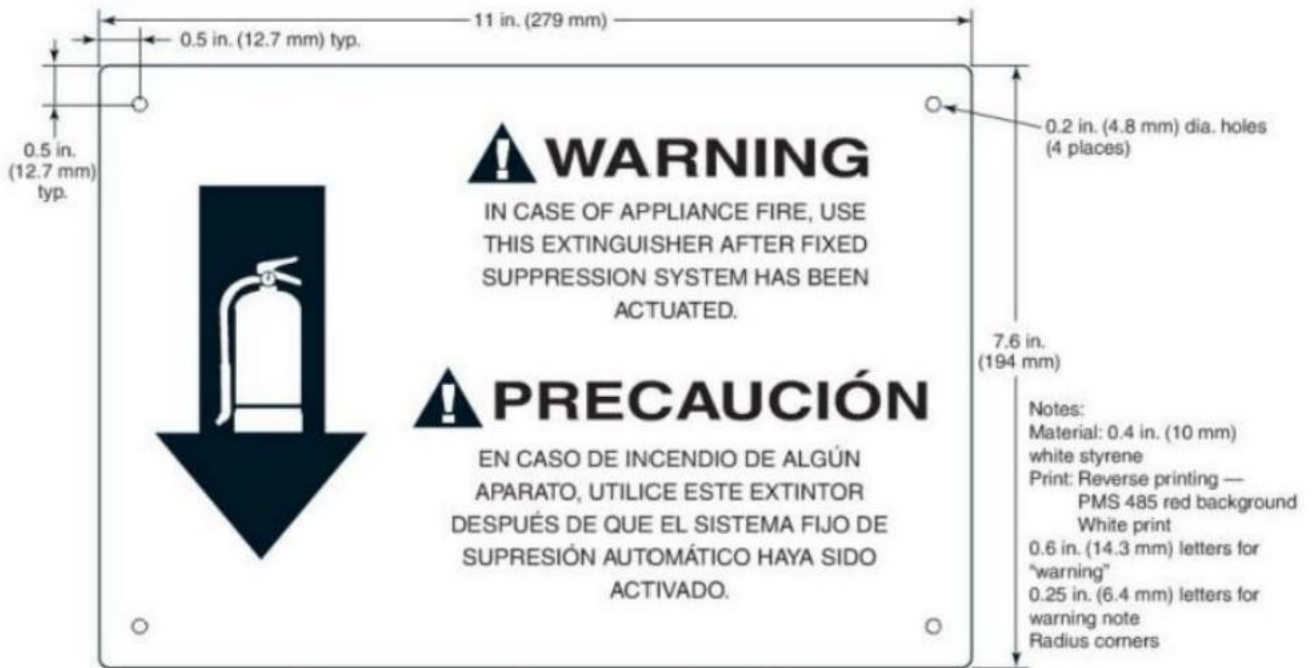 11 in. (279 mm)
0.5 in. (12.7 mm) typ.
0.5 in.
(12.7 mm)
typ.
0.2 in. (4.8 mm) dia. holes
(4 places)
! WARNING
IN CASE OF APPLIANCE FIRE, USE
THIS EXTINGUISHER AFTER FIXED
SUPPRESSION SYSTEM HAS BEEN
ACTUATED.
7.6 in.
(194 mm)
! PRECAUCIÓN
EN CASO DE INCENDIO DE ALGÚN
APARATO, UTILICE ESTE EXTINTOR
DESPUÉS DE QUE EL SISTEMA FIJO DE
SUPRESIÓN AUTOMÁTICO HAYA SIDO
ACTIVADO.
Notes:
Material: 0.4 in. (10 mm)
white styrene
Print: Reverse printing —
PMS 485 red background
White print
0.6 in. (14.3 mm) letters for
"warning"
0.25 in. (6.4 mm) letters for
warning note
Radius corners